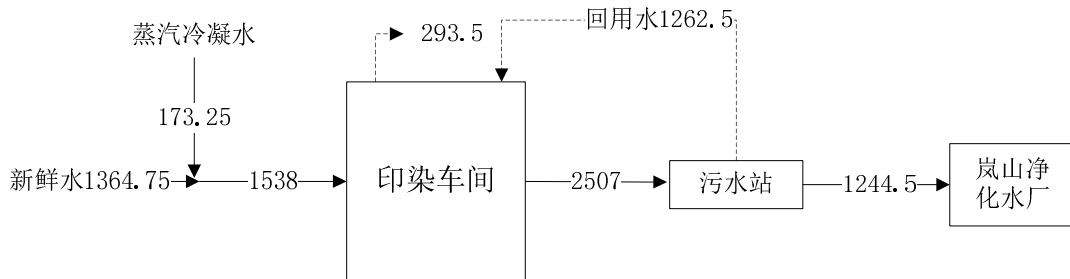 蒸汽冷凝水
293.5
回用水1262.5
173.25
新鲜水1364.75
1538
印染车间
2507
污水站
1244.5
岚山净
化水厂